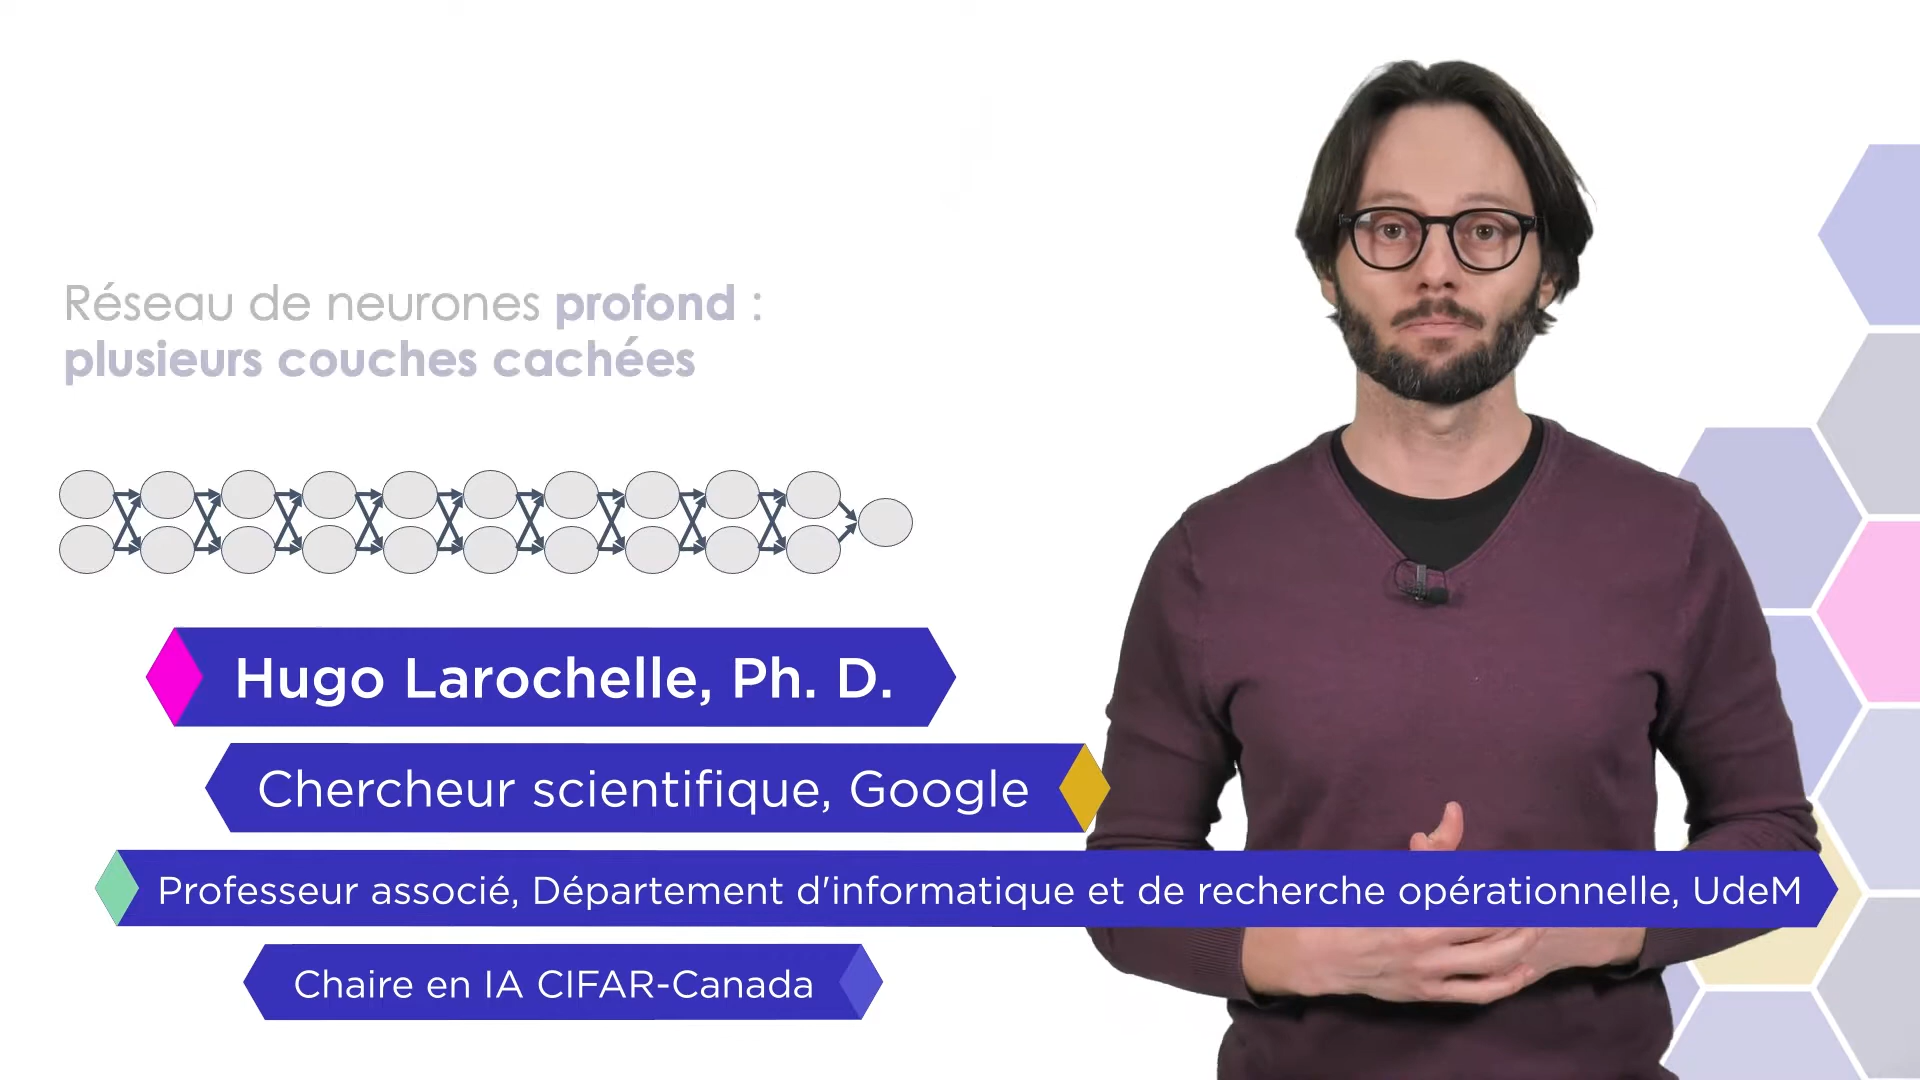 Réseau de neurones profond :
plusieurs couches cachées
Hugo Larochelle, Ph. D.
Chercheur scientifique, Google
Professeur associé, Département d'informatique et de recherche opérationnelle, UdeM
Chaire en IA CIFAR-Canada